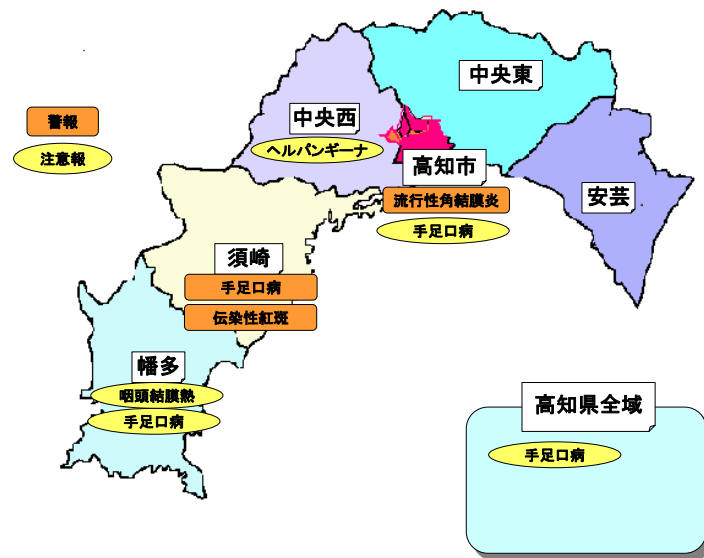 中央東
中央西
警報
注意報
ヘルパンギーナ
高知市
安芸
流行性角結膜炎
手足口病
須崎
手足口病
伝染性紅斑
幡多
咽頭結膜熱
手足口病
高知県全域
手足口病